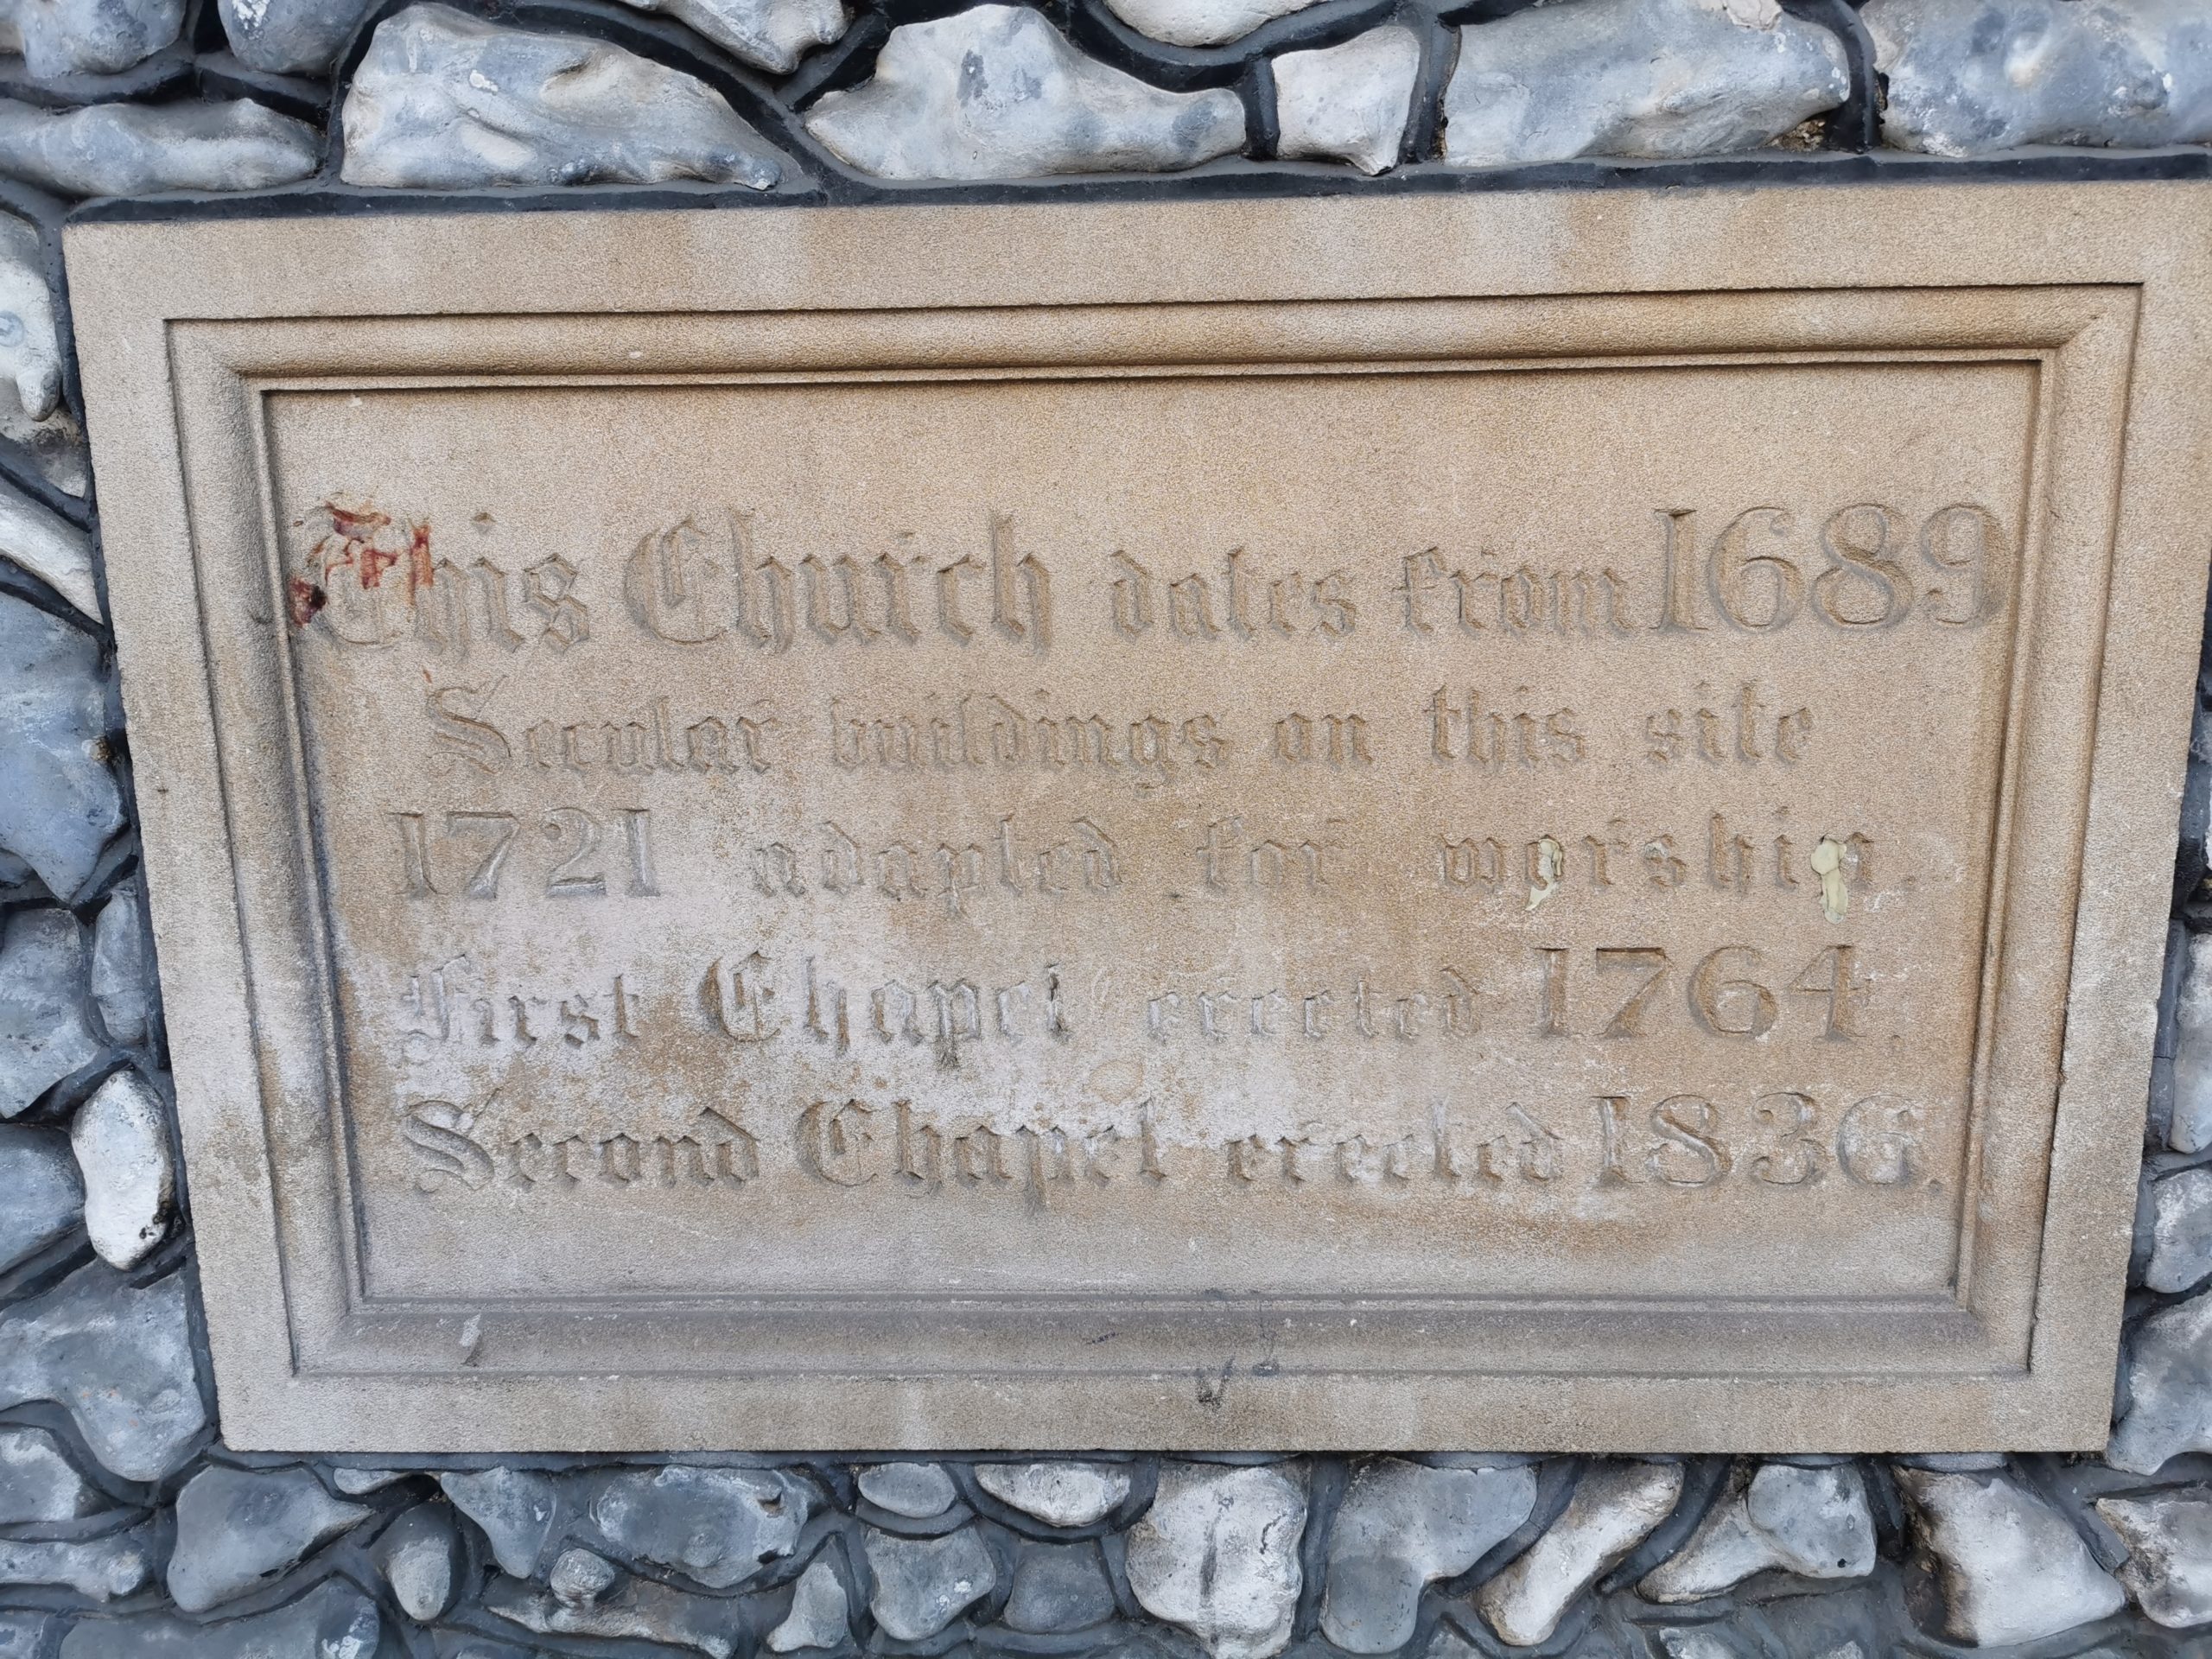 This Church dates from 1689
Secular buildings on this site
1721 adapted for worship.
First Chapel erected 1764.
Second Chapel erected 1836.